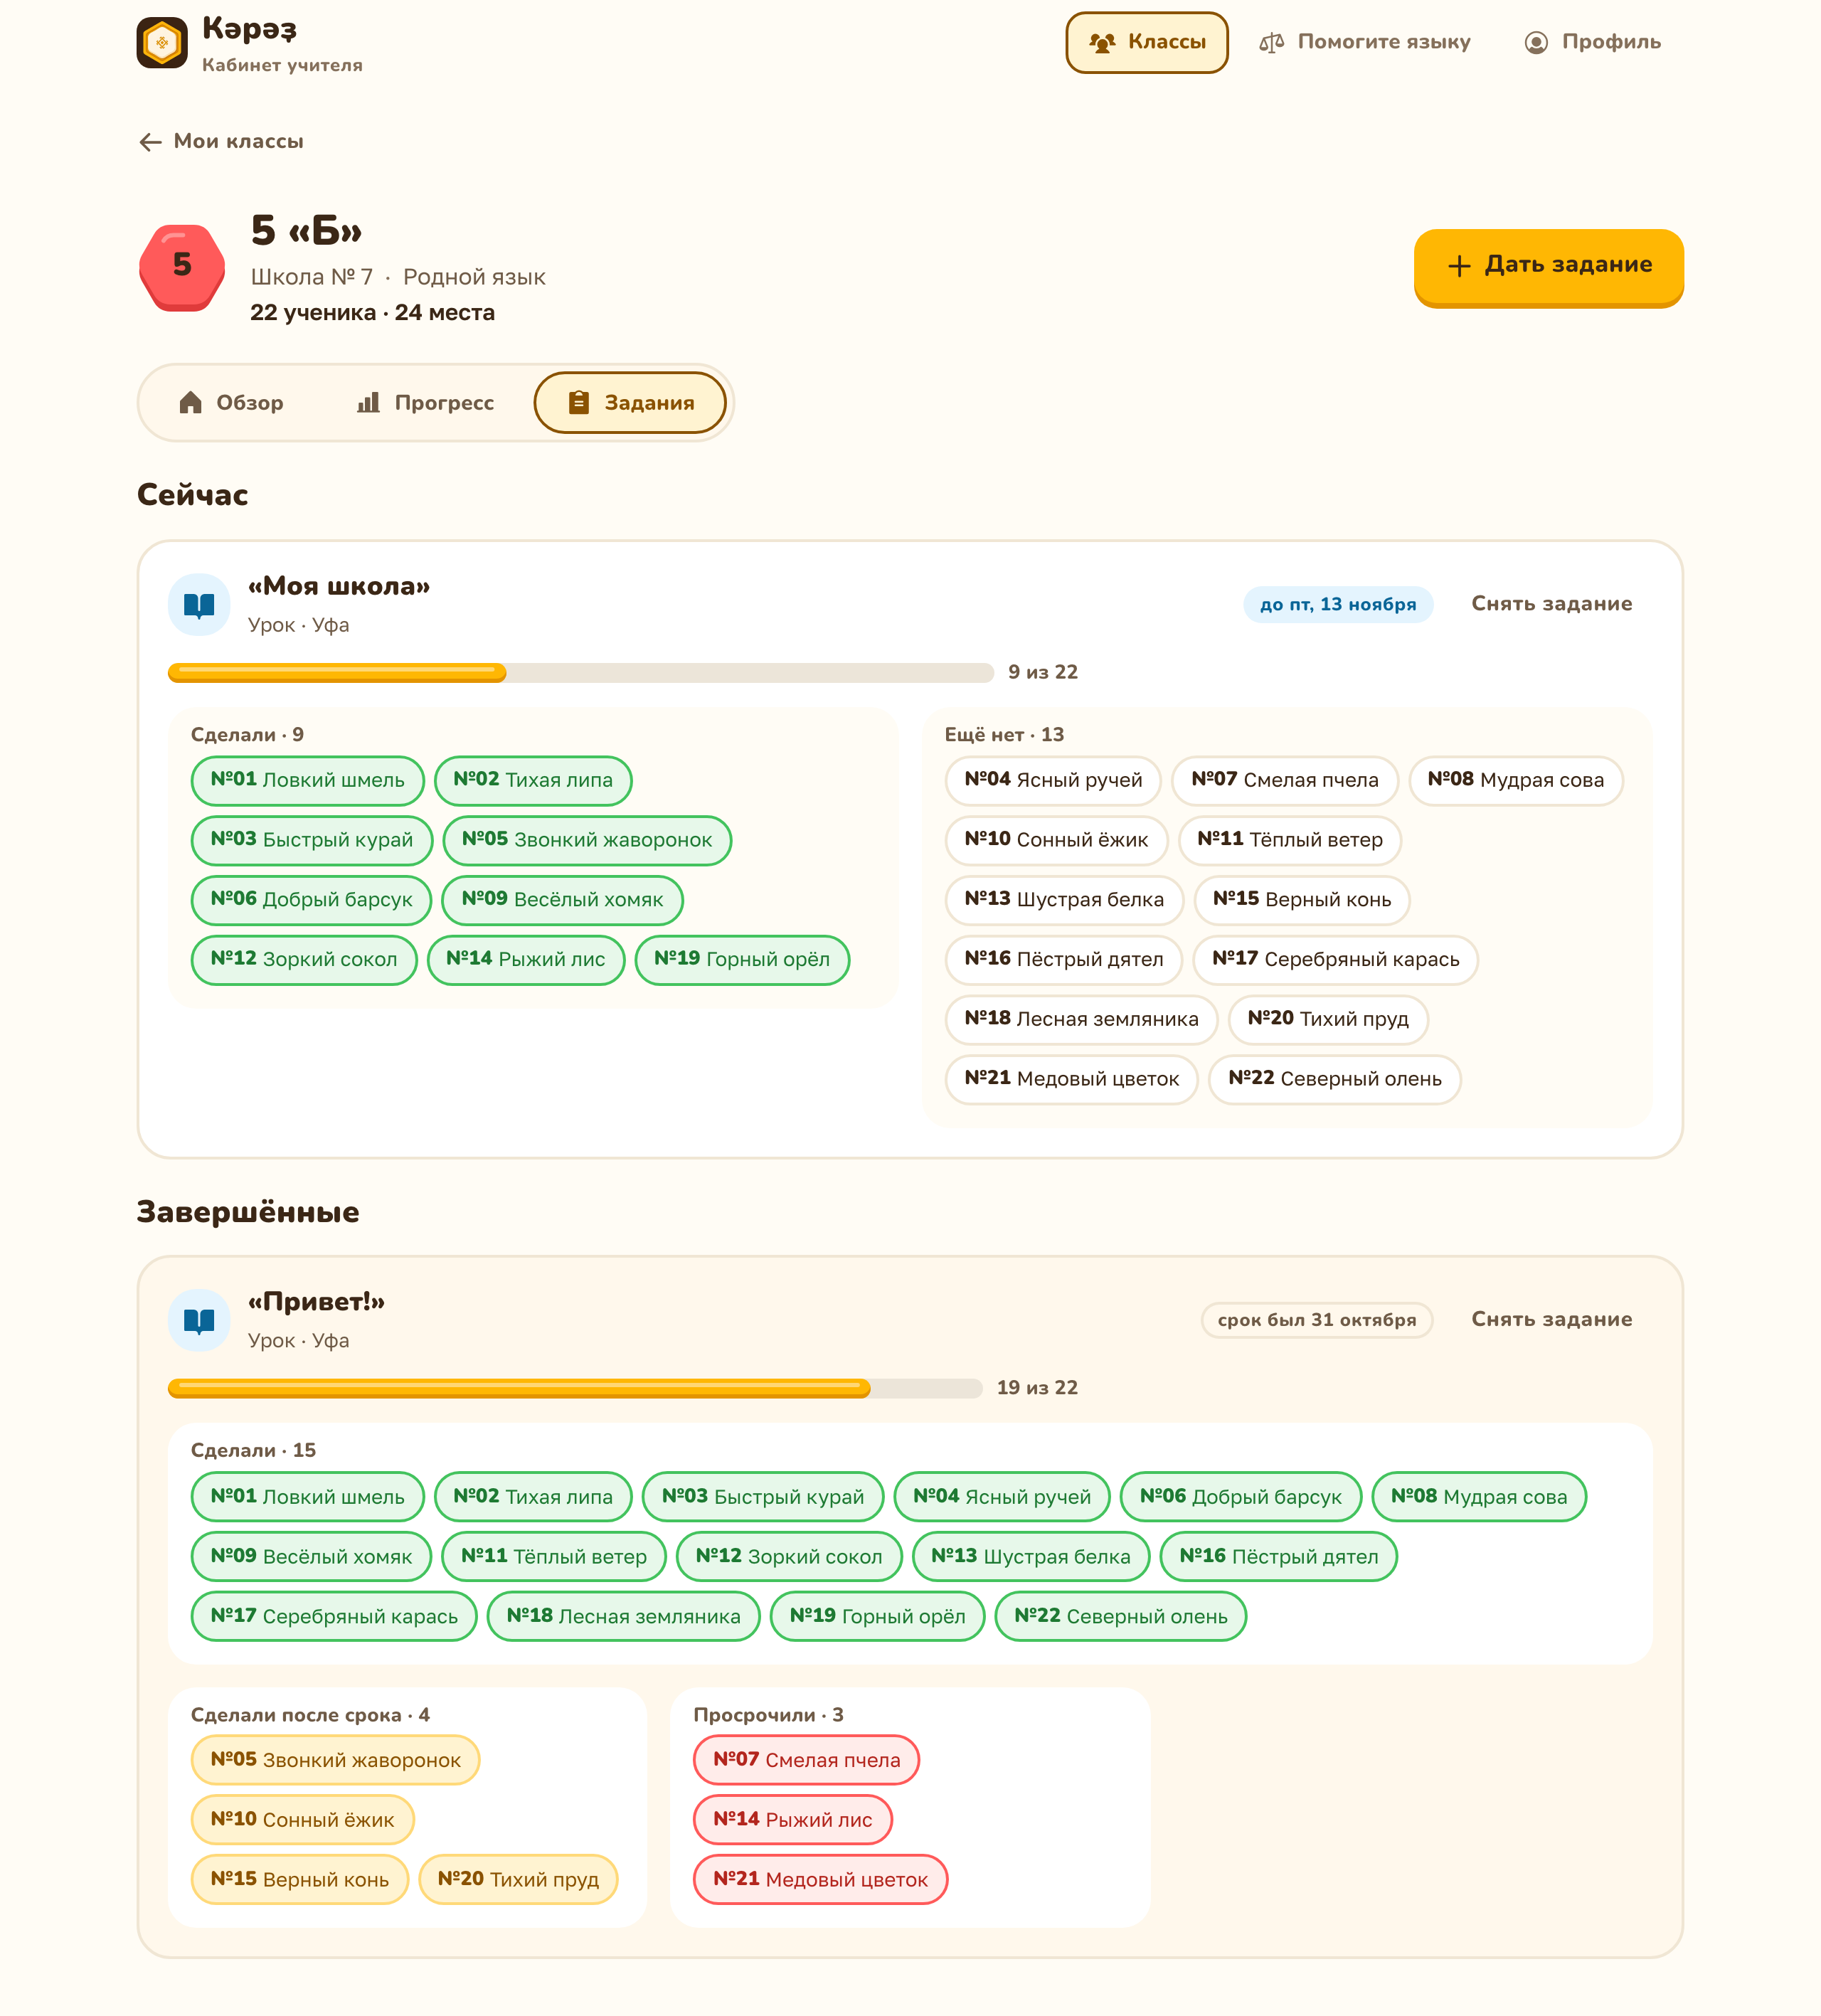 Кәрәҙ
Кабинет учителя
Классы
Помогите языку
Профиль
Мои классы
5
5 «Б»
Школа № 7 · Родной язык
22 ученика · 24 места
Дать задание
Обзор
Прогресс
Задания
Сейчас
«Моя школа»
Урок · Уфа
до пт, 13 ноября
Снять задание
9 из 22
Сделали · 9
№01 Ловкий шмель
№02 Тихая липа
№03 Быстрый курай
№05 Звонкий жаворонок
№06 Добрый барсук
№09 Весёлый хомяк
№12 Зоркий сокол
№14 Рыжий лис
№19 Горный орёл
Ещё нет · 13
№04 Ясный ручей
№07 Смелая пчела
№08 Мудрая сова
№10 Сонный ёжик
№11 Тёплый ветер
№13 Шустрая белка
№15 Верный конь
№16 Пёстрый дятел
№17 Серебряный карась
№18 Лесная земляника
№20 Тихий пруд
№21 Медовый цветок
№22 Северный олень
Завершённые
«Привет!»
Урок · Уфа
срок был 31 октября
Снять задание
19 из 22
Сделали · 15
№01 Ловкий шмель
№02 Тихая липа
№03 Быстрый курай
№04 Ясный ручей
№06 Добрый барсук
№08 Мудрая сова
№09 Весёлый хомяк
№11 Тёплый ветер
№12 Зоркий сокол
№13 Шустрая белка
№16 Пёстрый дятел
№17 Серебряный карась
№18 Лесная земляника
№19 Горный орёл
№22 Северный олень
Сделали после срока · 4
№05 Звонкий жаворонок
№10 Сонный ёжик
№15 Верный конь
№20 Тихий пруд
Просрочили · 3
№07 Смелая пчела
№14 Рыжий лис
№21 Медовый цветок